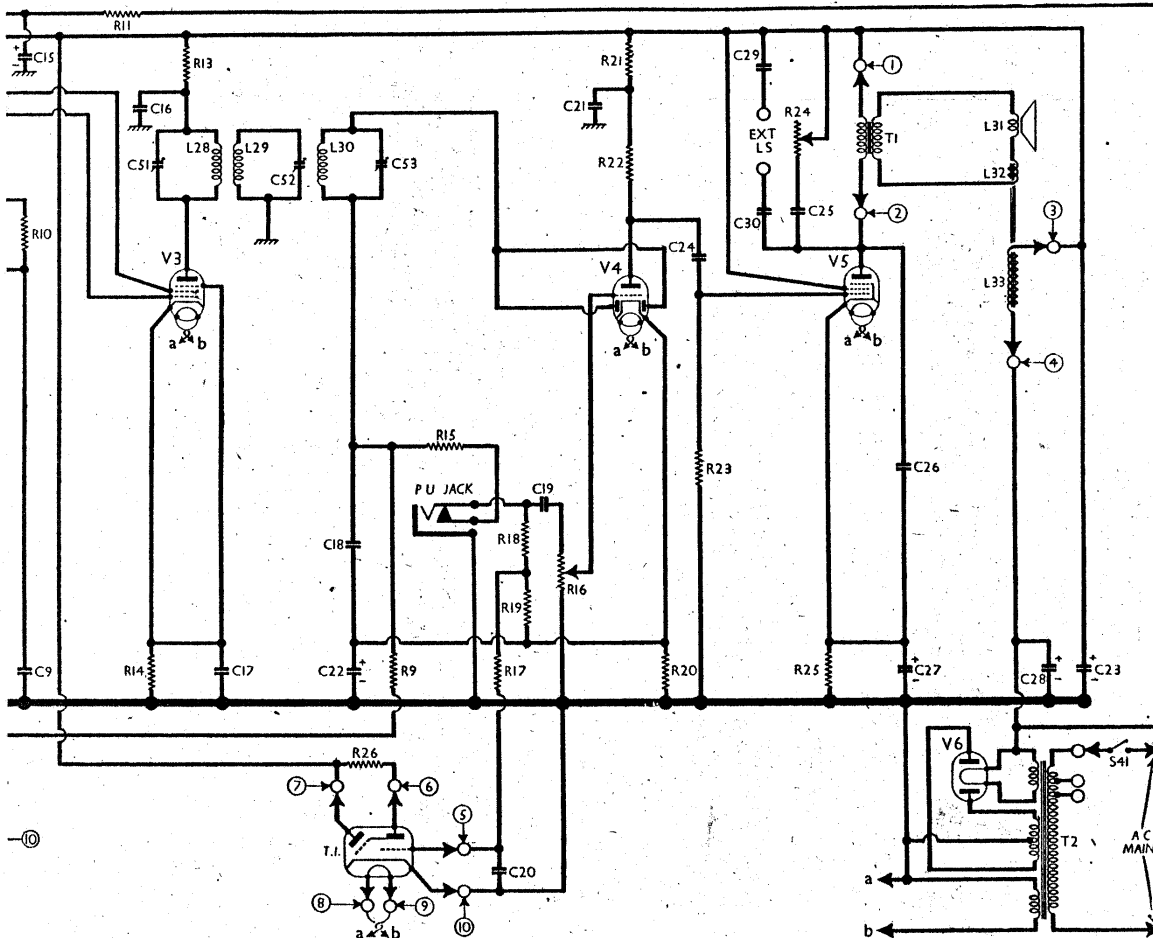 R11
C15
R13
R21
C29
①
C16
C21
R24
L31
C51
L28
L29
C52
L30
C53
R22
EXT
LS
T1
L32
C30
C25
②
③
R10
V3
V4
C24
V5
L33
a b
a b
a b
④
R15
R23
C26
P U JACK
C19
C18
R18
R16
R19
C9
R14
C17
C22
R9
R17
R20
R25
C27
C28
C23
R26
V6
S41
⑦
⑥
⑤
—⑩
T.I.
C20
T2
A C
MAIN
⑧
⑨
⑩
a
a b
b